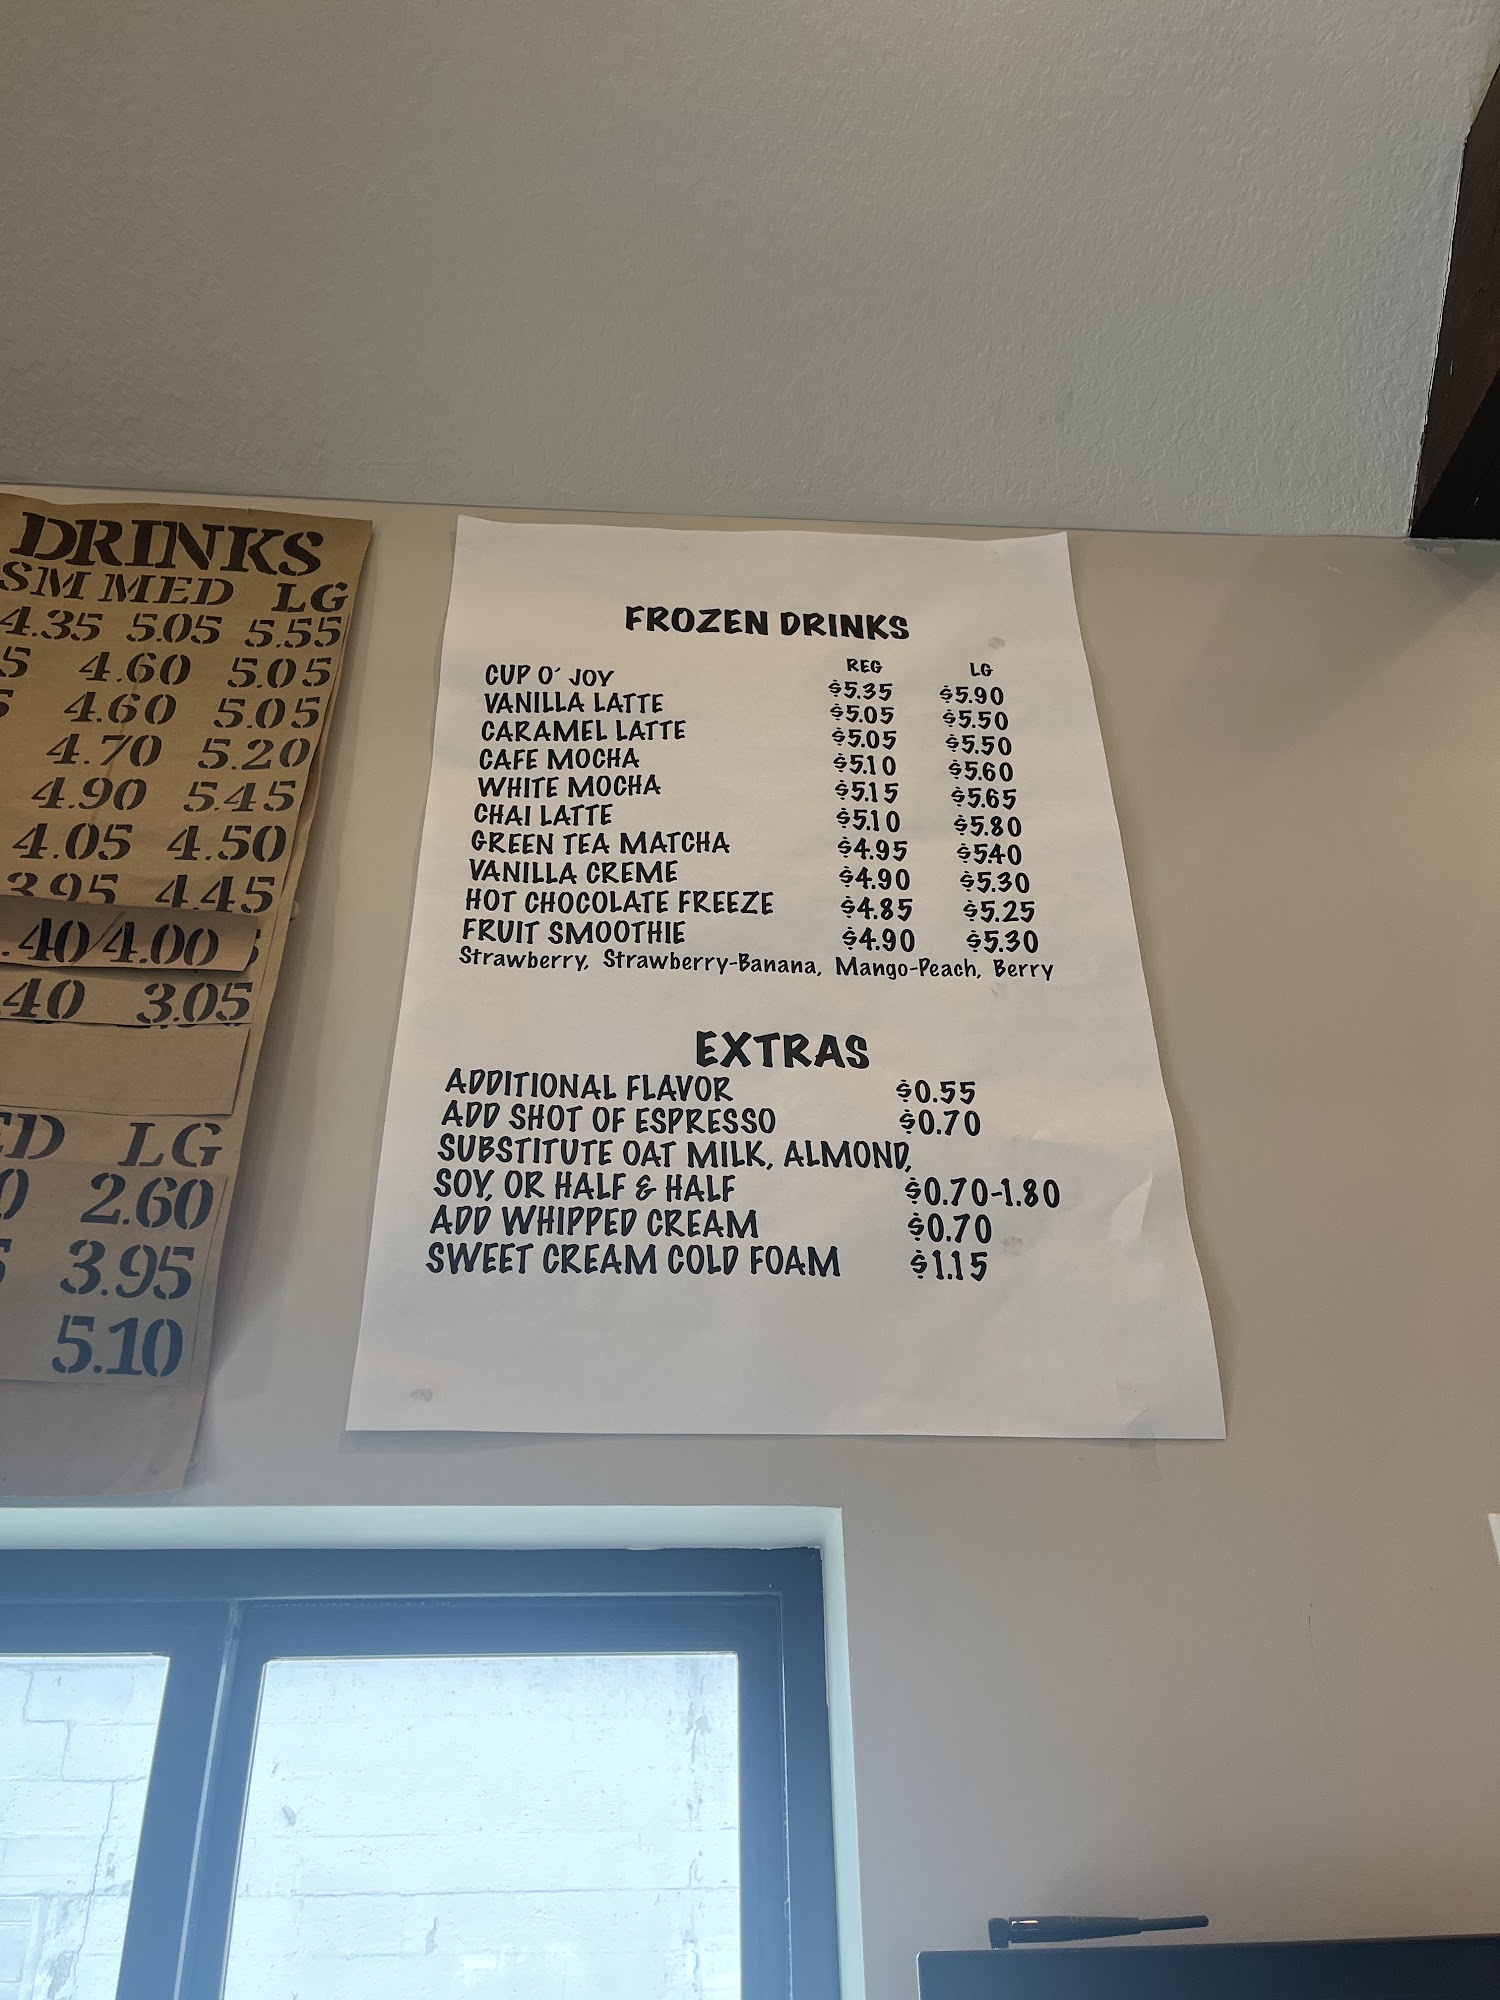 DRINKS
SM MED LG
4.35 5.05 5.55
5 4.60 5.05
4.60 5.05
4.70 5.20
4.90 5.45
4.05 4.50
3.95 4.45
.40/4.00
40 3.05
ED LG
0 2.60
3.95
5.10
FROZEN DRINKS
REG LG
CUP O' JOY $5.35 $5.90
VANILLA LATTE $5.05 $5.50
CARAMEL LATTE $5.05 $5.50
CAFE MOCHA $5.10 $5.60
WHITE MOCHA $5.15 $5.65
CHAI LATTE $5.10 $5.80
GREEN TEA MATCHA $4.95 $540
VANILLA CREME $4.90 $5.30
HOT CHOCOLATE FREEZE $4.85 $5.25
FRUIT SMOOTHIE $4.90 $5.30
Strawberry, Strawberry-Banana, Mango-Peach, Berry
EXTRAS
ADDITIONAL FLAVOR $0.55
ADD SHOT OF ESPRESSO $0.70
SUBSTITUTE OAT MILK, ALMOND,
SOY, OR HALF & HALF $0.70-1.80
ADD WHIPPED CREAM $0.70
SWEET CREAM COLD FOAM $1.15